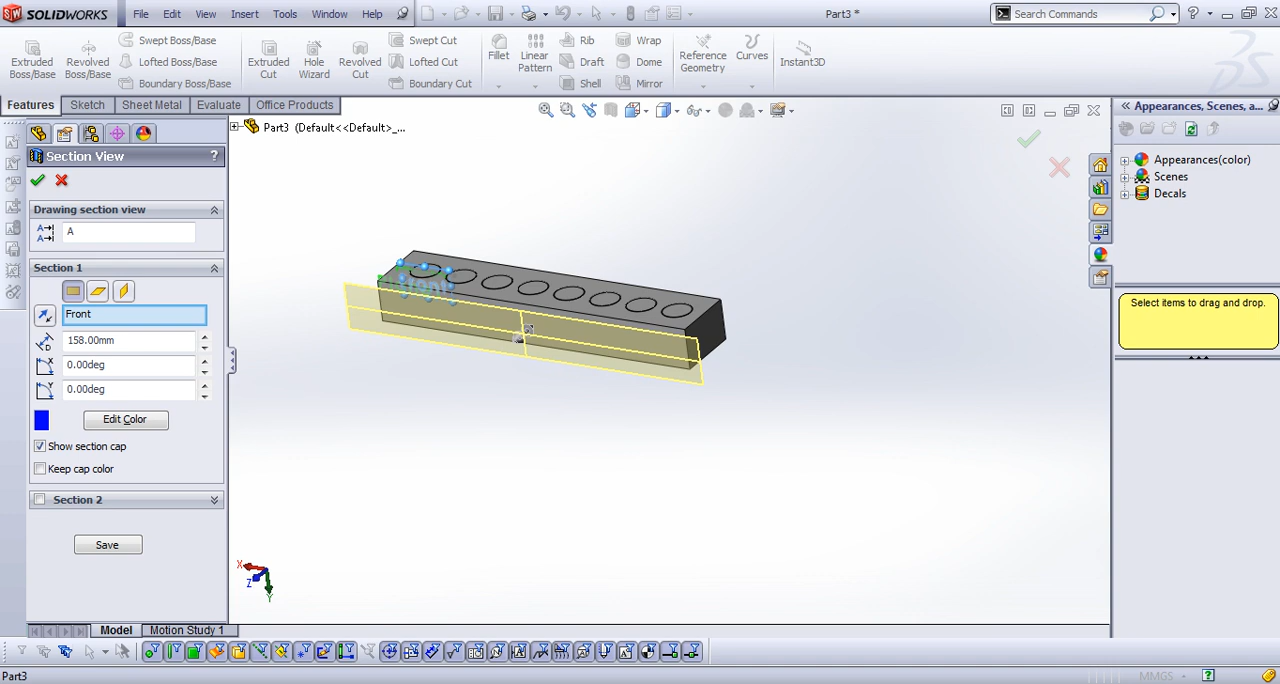 SOLIDWORKS File Edit View Insert Tools Window Help Part3 * Search Commands
Extruded Boss/Base
Revolved Boss/Base
Swept Boss/Base
Lofted Boss/Base
Boundary Boss/Base
Extruded Cut
Hole Wizard
Revolved Cut
Swept Cut
Lofted Cut
Boundary Cut
Fillet
Linear Pattern
Rib
Draft
Shell
Wrap
Dome
Mirror
Reference Geometry
Curves
Instant3D
Features Sketch Sheet Metal Evaluate Office Products
Part3 (Default<<Default>_...
Section View ?
Drawing section view
A
Section 1
Front
158.00mm
0.00deg
0.00deg
Edit Color
Show section cap
Keep cap color
Section 2
Save
X
Z
Y
Appearances, Scenes, a...
Appearances(color)
Scenes
Decals
Select items to drag and drop.
Model Motion Study 1
Part3
MMGS